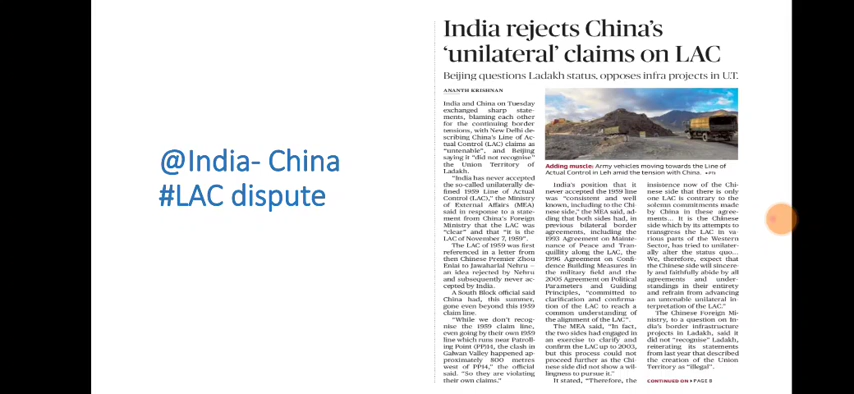 @India- China
#LAC dispute
India rejects China's
'unilateral' claims on LAC
Beijing questions Ladakh status, opposes infra projects in U.T.
ANANTH KRISHNAN
India and China on Tuesday
exchanged sharp state-
ments, blaming each other
for the continuing border
tensions, with New Delhi de-
scribing China's Line of Ac-
tual Control (LAC) claims as
"untenable", and Beijing
saying it "did not recognise"
the Union Territory of
Ladakh.
"India has never accepted
the so-called unilaterally de-
fined 1959 Line of Actual
Control (LAC)," the Ministry
of External Affairs (MEA)
said in response to a state-
ment from China's Foreign
Ministry that the LAC was
"clear" and that "it is the
LAC of November 7, 1959".
The LAC of 1959 was first
referenced in a letter from
then Chinese Premier Zhou
Enlai to Jawaharlal Nehru –
an idea rejected by Nehru
and subsequently never ac-
cepted by India.
A South Block official said
China had, this summer,
gone even beyond this 1959
claim line.
"While we don't recog-
nise the 1959 claim line,
even going by their own 1959
line which runs near Patroll-
ing Point (PP)14, the clash in
Galwan Valley happened ap-
proximately 800 metres
west of PP14," the official
said. "So they are violating
their own claims."
Adding muscle: Army vehicles moving towards the Line of
Actual Control in Leh amid the tension with China.
India's position that it
never accepted the 1959 line
was "consistent and well
known, including to the Chi-
nese side," the MEA said, ad-
ding that both sides had, in
previous bilateral border
agreements, including the
1993 Agreement on Mainte-
nance of Peace and Tran-
quillity along the LAC, the
1996 Agreement on Confi-
dence Building Measures in
the military field and the
2005 Agreement on Political
Parameters and Guiding
Principles, "committed to
clarification and confirma-
tion of the LAC to reach a
common understanding of
the alignment of the LAC".
The MEA said, "In fact,
the two sides had engaged in
an exercise to clarify and
confirm the LAC up to 2003,
but this process could not
proceed further as the Chi-
nese side did not show a wil-
lingness to pursue it."
It stated, "Therefore, the
insistence now of the Chi-
nese side that there is only
one LAC is contrary to the
solemn commitments made
by China in these agree-
ments... It is the Chinese
side which by its attempts to
transgress the LAC in va-
rious parts of the Western
Sector, has tried to unilater-
ally alter the status quo...
We, therefore, expect that
the Chinese side will sincere-
ly and faithfully abide by all
agreements and under-
standings in their entirety
and refrain from advancing
an untenable unilateral in-
terpretation of the LAC."
The Chinese Foreign Mi-
nistry, to a question on In-
dia's border infrastructure
projects in Ladakh, said it
did not "recognise" Ladakh,
reiterating its statements
from last year that described
the creation of the Union
Territory as "illegal".
CONTINUED ON ▸ PAGE 8